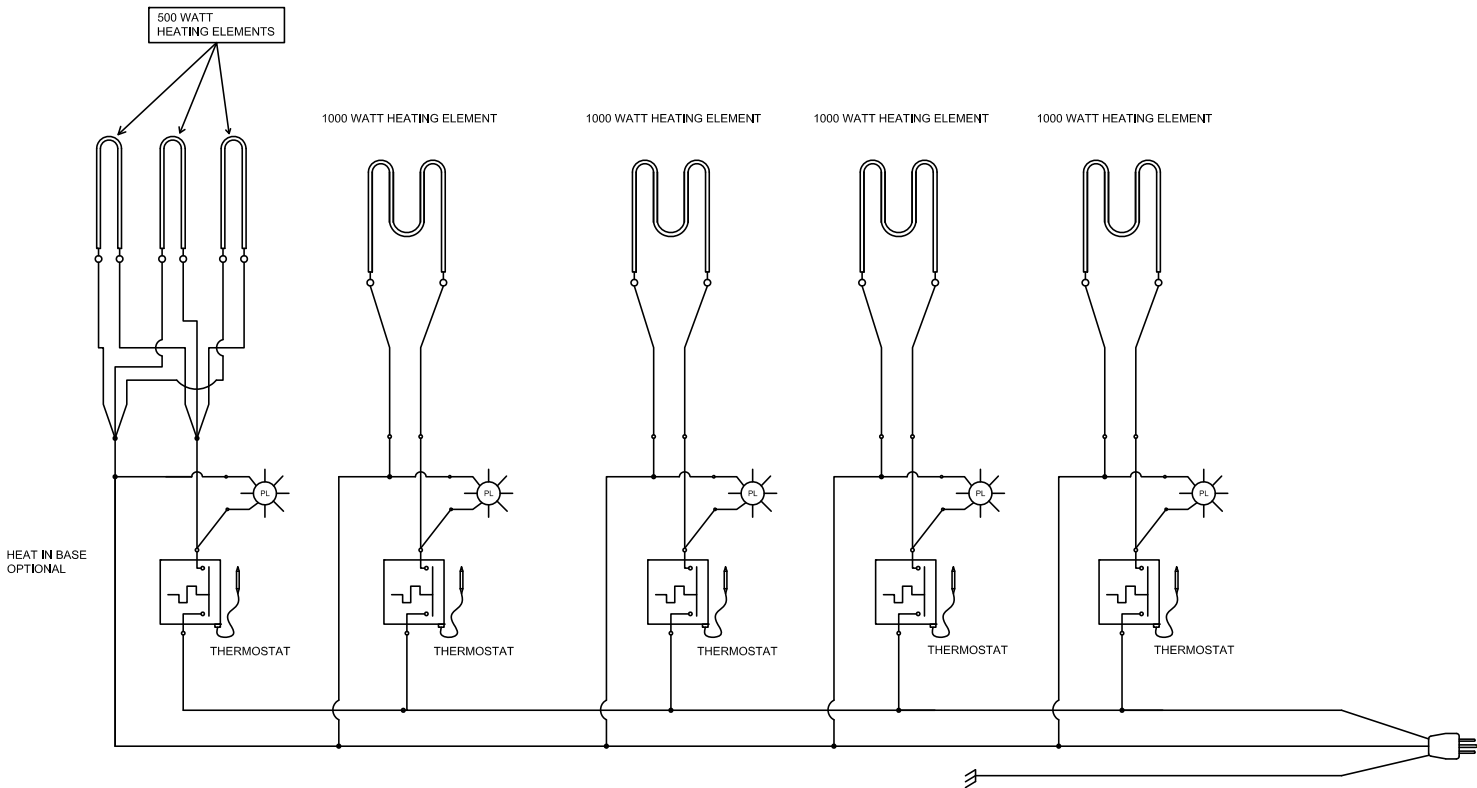 500 WATT
HEATING ELEMENTS
1000 WATT HEATING ELEMENT
1000 WATT HEATING ELEMENT
1000 WATT HEATING ELEMENT
1000 WATT HEATING ELEMENT
PL
PL
PL
PL
PL
HEAT IN BASE
OPTIONAL
THERMOSTAT
THERMOSTAT
THERMOSTAT
THERMOSTAT
THERMOSTAT